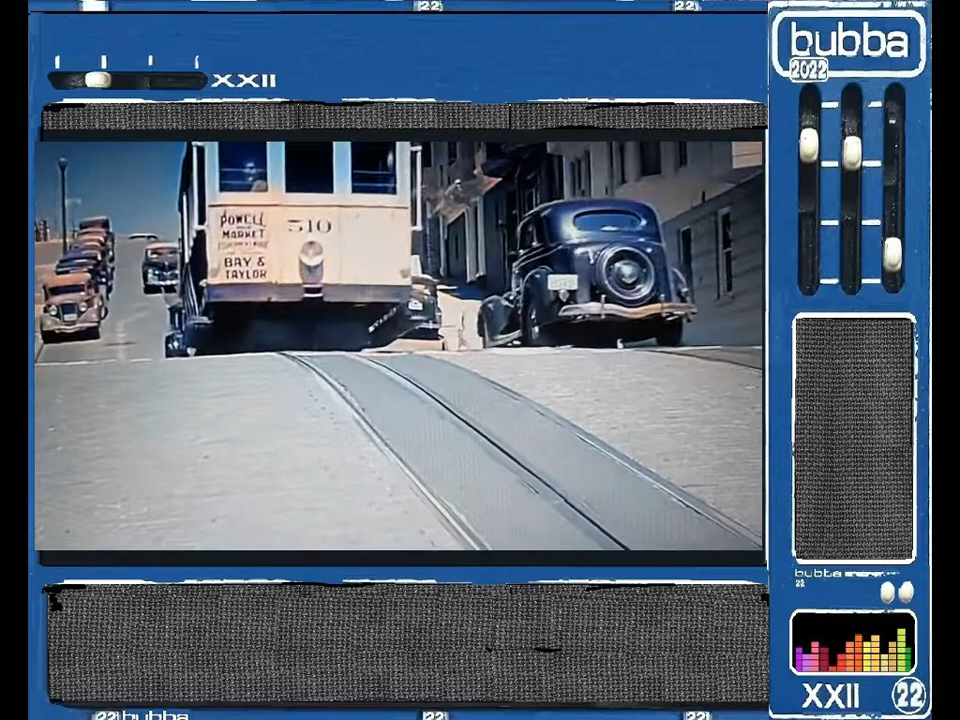 22
22
bubba
2022
XXII
POWELL
MARKET
510
BAY &
TAYLOR
bubba
22
XXII
22
22 bubba
22
22